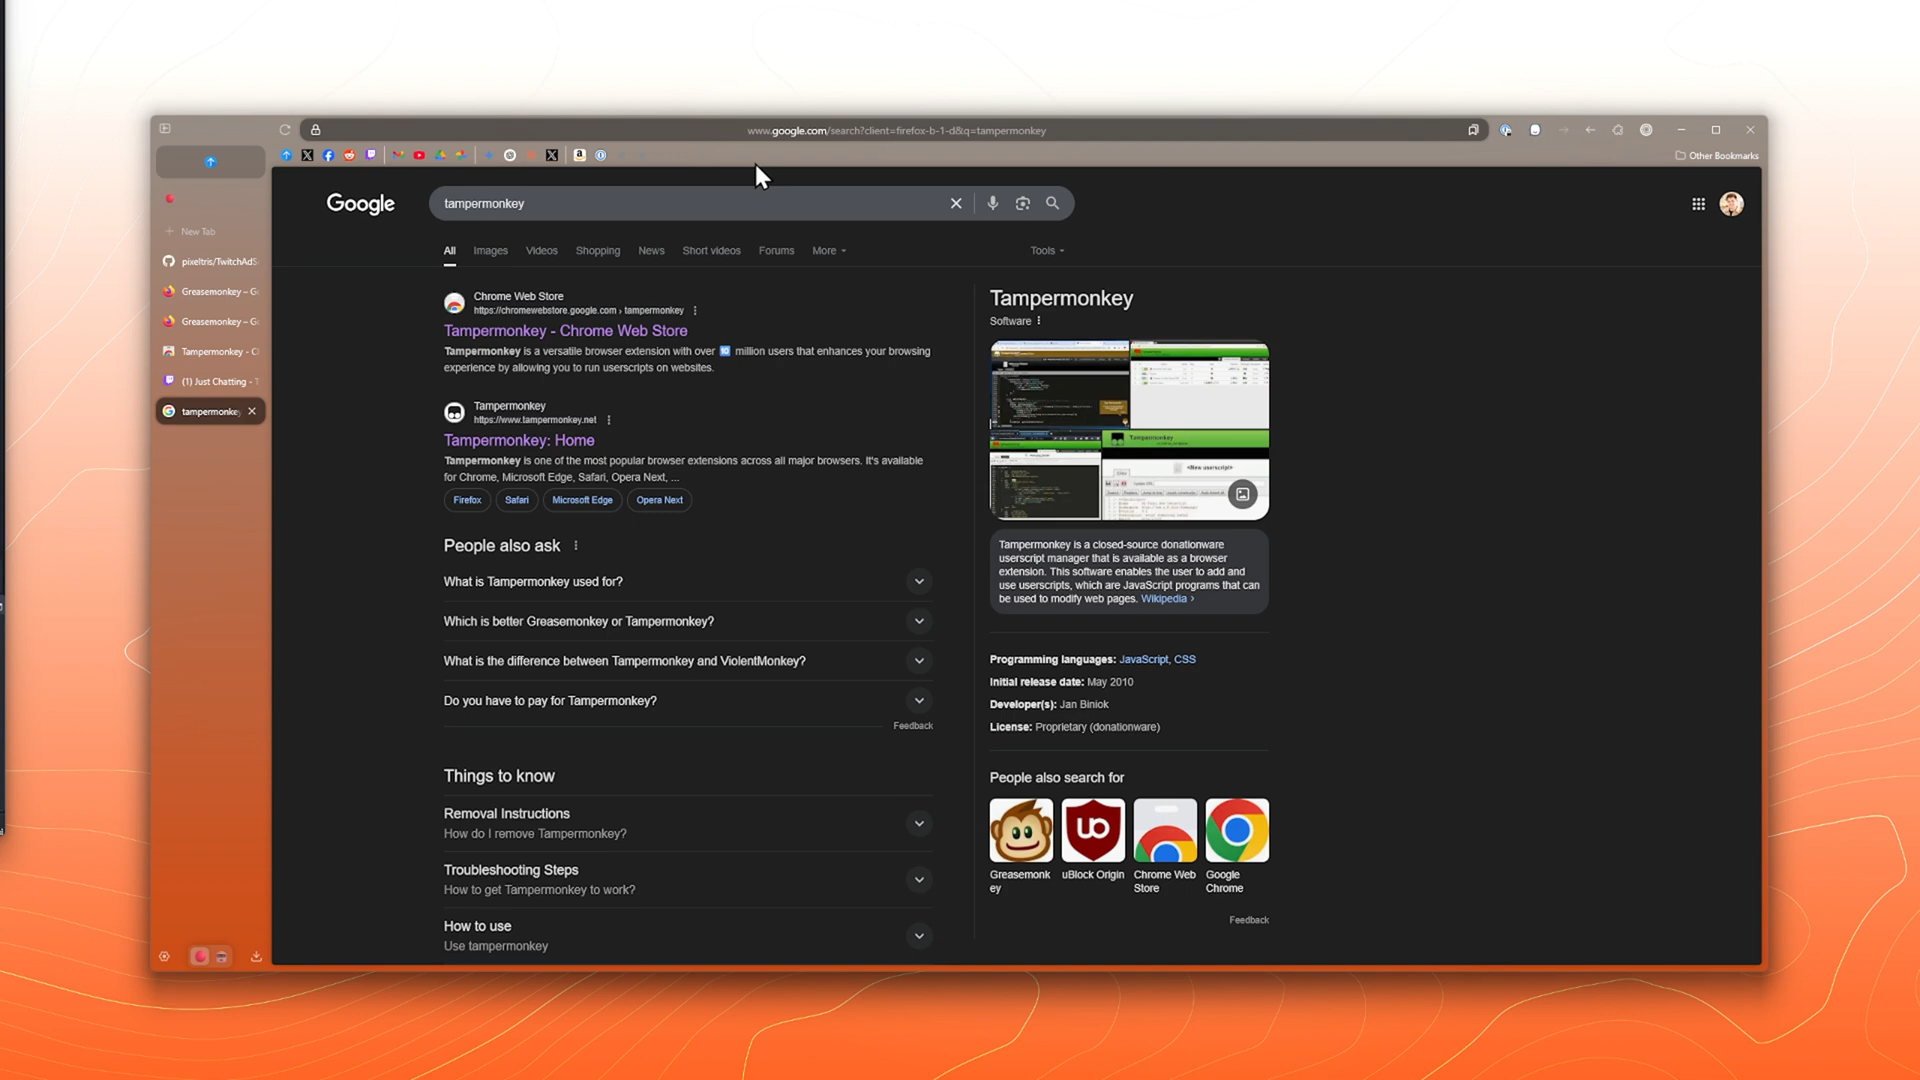 www.google.com/search?client=firefox-b-1-d&q=tampermonkey
Other Bookmarks
New Tab
pixeltris/TwitchAdS
Greasemonkey – G
Greasemonkey – G
Tampermonkey - C
(1) Just Chatting - T
tampermonke
Google
tampermonkey
All
Images
Videos
Shopping
News
Short videos
Forums
More
Tools
Chrome Web Store
https://chromewebstore.google.com › tampermonkey
Tampermonkey - Chrome Web Store
Tampermonkey is a versatile browser extension with over 🔟 million users that enhances your browsing
experience by allowing you to run userscripts on websites.
Tampermonkey
https://www.tampermonkey.net
Tampermonkey: Home
Tampermonkey is one of the most popular browser extensions across all major browsers. It's available
for Chrome, Microsoft Edge, Safari, Opera Next, ...
Firefox
Safari
Microsoft Edge
Opera Next
People also ask
What is Tampermonkey used for?
Which is better Greasemonkey or Tampermonkey?
What is the difference between Tampermonkey and ViolentMonkey?
Do you have to pay for Tampermonkey?
Feedback
Things to know
Removal Instructions
How do I remove Tampermonkey?
Troubleshooting Steps
How to get Tampermonkey to work?
How to use
Use tampermonkey
Tampermonkey
Software
Tampermonkey
<New userscript>
Tampermonkey is a closed-source donationware
userscript manager that is available as a browser
extension. This software enables the user to add and
use userscripts, which are JavaScript programs that can
be used to modify web pages. Wikipedia ›
Programming languages: JavaScript, CSS
Initial release date: May 2010
Developer(s): Jan Biniok
License: Proprietary (donationware)
People also search for
Greasemonk
ey
uBlock Origin
Chrome Web
Store
Google
Chrome
Feedback